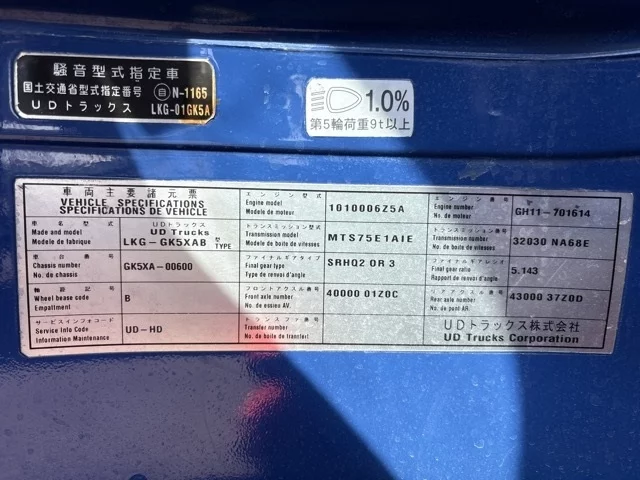 騒音型式指定車
国土交通省型式指定番号 自 N-1165
UDトラックス LKG-01GK5A
1.0%
第5輪荷重9t以上
車両主要諸元票
VEHICLE SPECIFICATIONS
SPECIFICATIONS DE VEHICLE
エンジン型式
Engine model
Modele de moteur
1010006Z5A
エンジン番号
Engine number
No. de moteur
GH11-701614
車名型式
Made and model
Modele de fabrique
UDトラックス
UD Trucks
LKG-GK5XAB 型 TYPE
トランスミッション型式
Transmission model
Modele de boite de vitesses
MTS75E1AIE
トランスミッション番号
Transmission number
No. de boite de vitesses
32030 NA68E
車台番号
Chassis number
No. de chassis
GK5XA-00600
ファイナルギアタイプ
Final gear type
Type de renvai d'angle
SRHQ2 OR 3
ファイナルギアレシオ
Final gear ratio
Rapport de renvai d'angle
5.143
軸距記号
Wheel base code
Empattment
B
フロントアクスル番号
Front axle number
No. de essieu AV.
40000 01Z0C
リアアクスル番号
Rear axle number
No. de pont AR.
43000 37Z0D
サービスインフォコード
Service Info Code
Information Maintenance
UD-HD
トランスファ番号
Transfer number
No. de boite de transfer
UDトラックス株式会社
UD Trucks Corporation